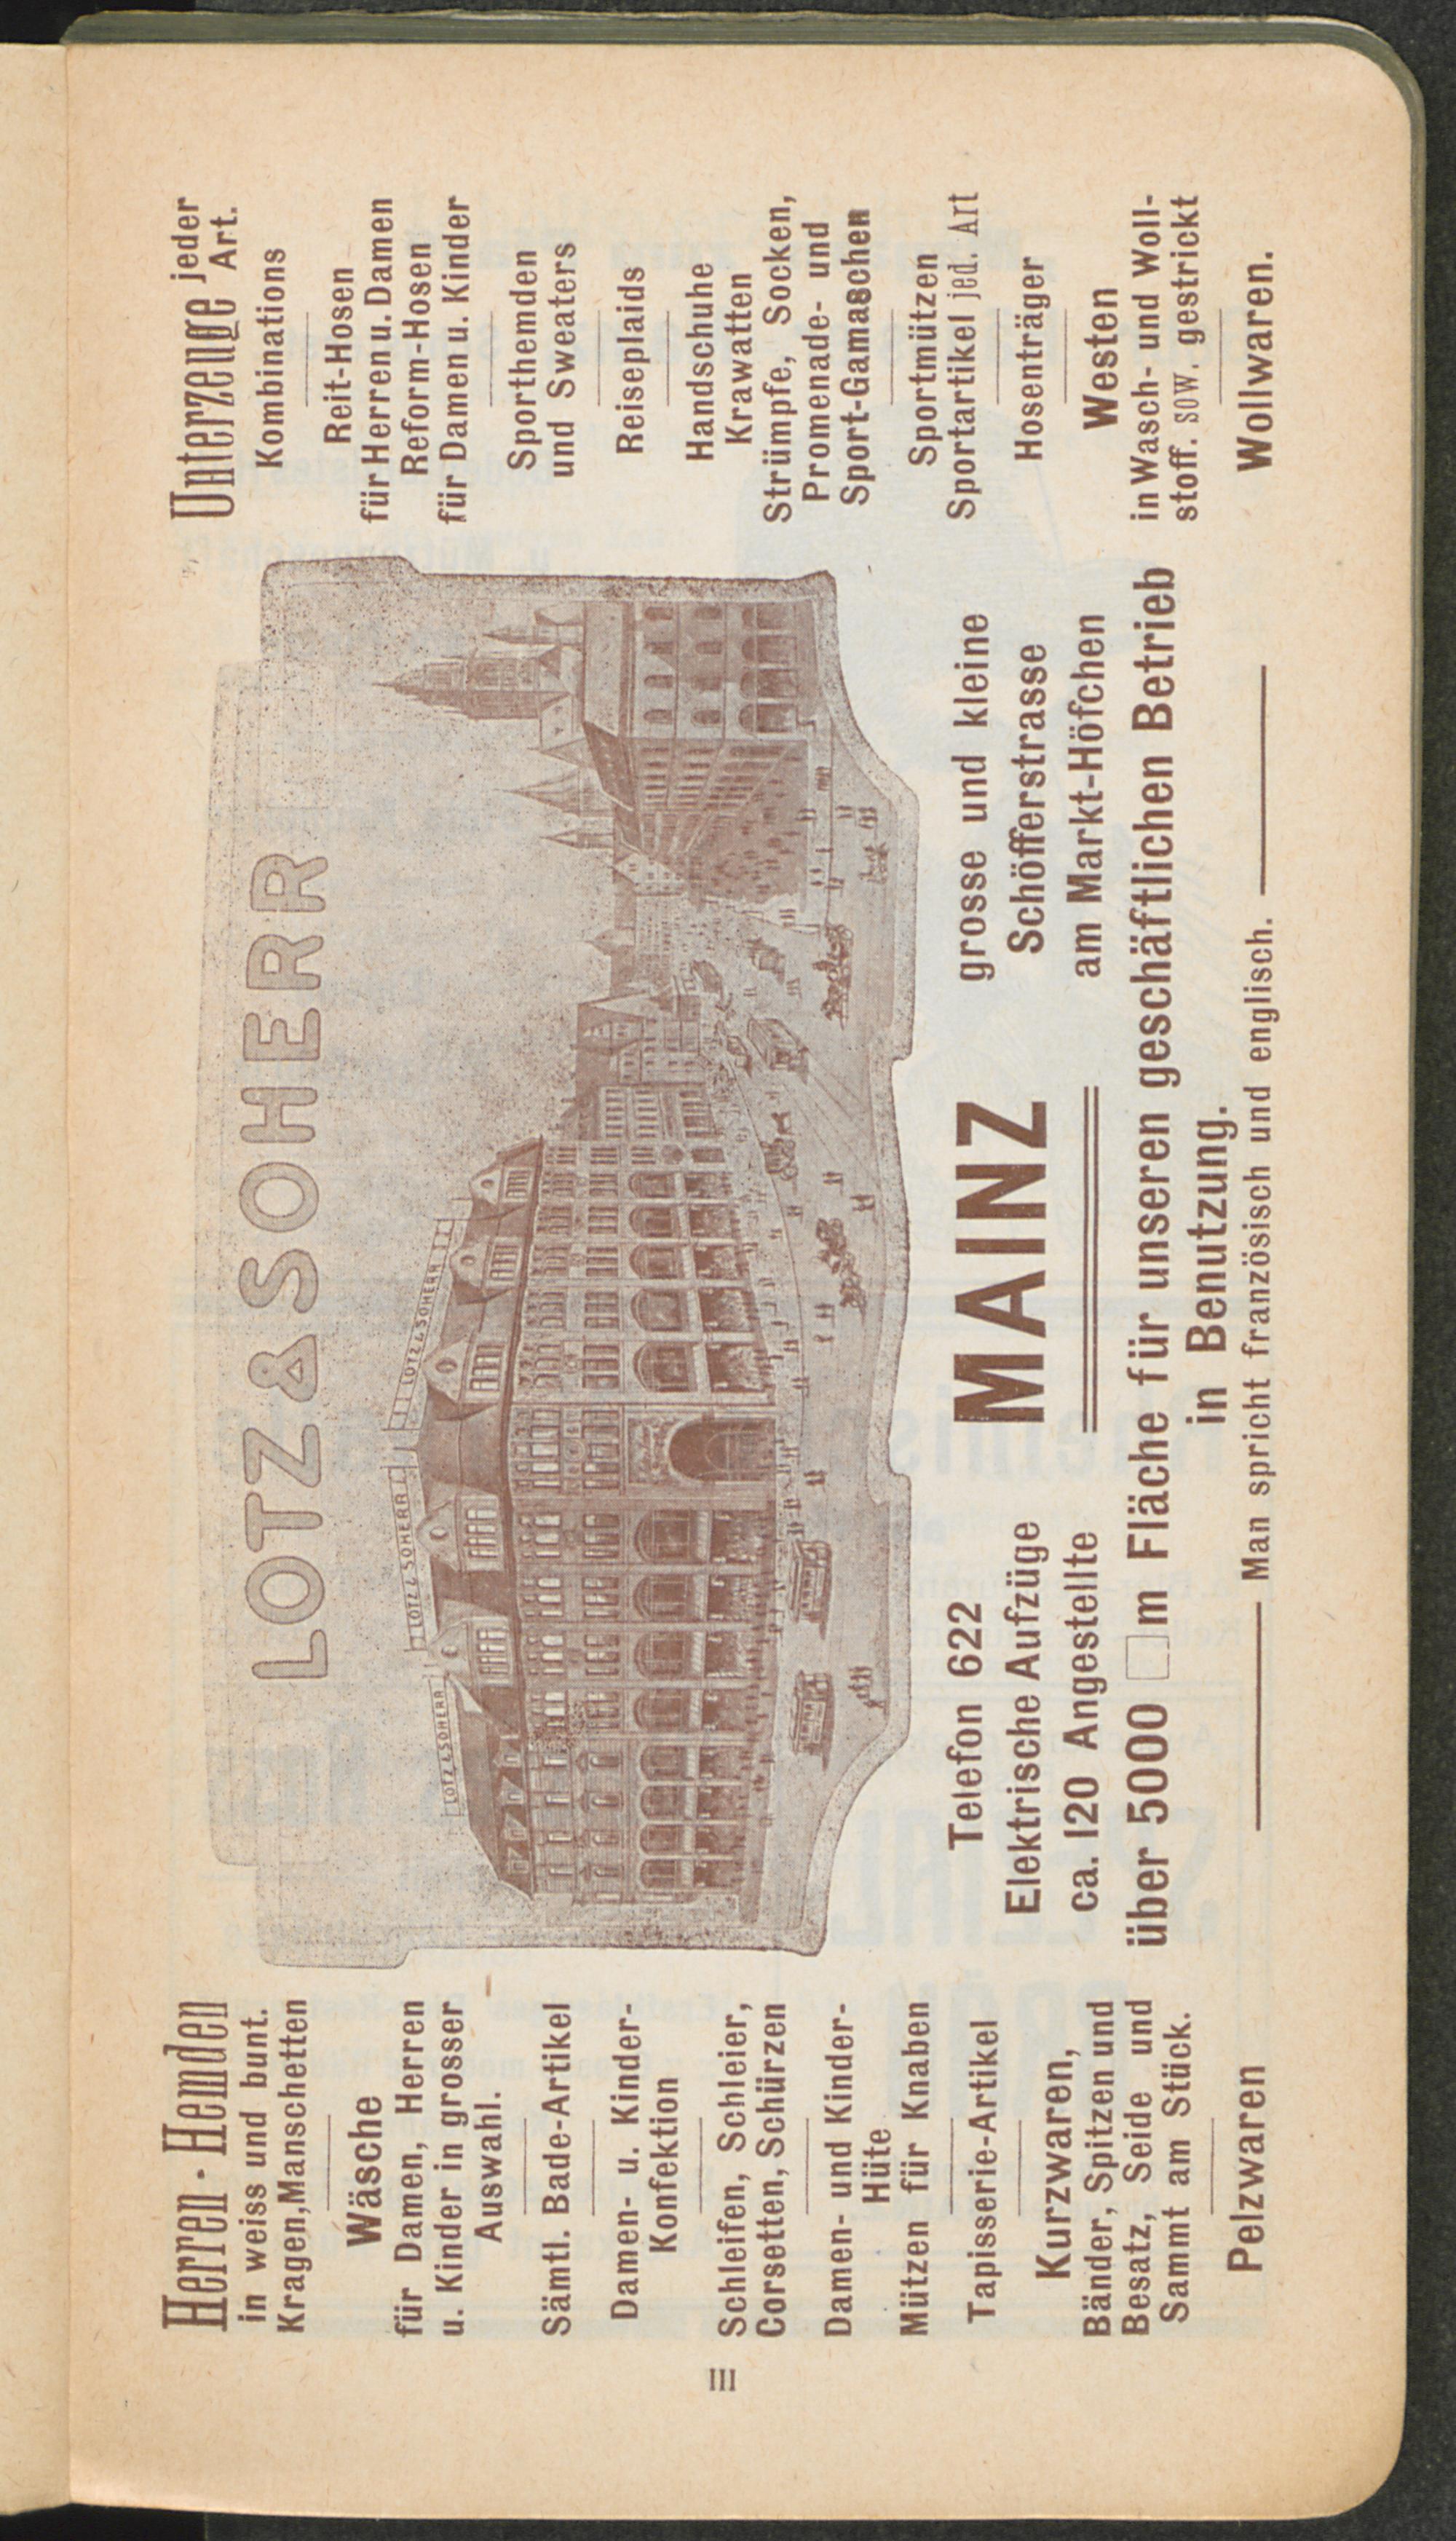 Herren-Hemden
in weiss und bunt.
Kragen, Manschetten
Wäsche
für Damen, Herren
u. Kinder in grosser
Auswahl.
Sämtl. Bade-Artikel
Damen- u. Kinder-
Konfektion
Schleifen, Schleier,
Corsetten, Schürzen
Damen- und Kinder-
Hüte
Mützen für Knaben
Tapisserie-Artikel
Kurzwaren,
Bänder, Spitzen und
Besatz, Seide und
Sammt am Stück.
Pelzwaren
LOTZ & SOHERR
LOTZ & SOHERR
LOTZ & SOHERR
LOTZ & SOHERR
Telefon 622
Elektrische Aufzüge
ca. 120 Angestellte
MAINZ
grosse und kleine
Schöfferstrasse
am Markt-Höfchen
über 5000 □m Fläche für unseren geschäftlichen Betrieb
in Benutzung.
Man spricht französisch und englisch.
Unterzeuge jeder
Art.
Kombinations
Reit-Hosen
für Herren u. Damen
Reform-Hosen
für Damen u. Kinder
Sporthemden
und Sweaters
Reiseplaids
Handschuhe
Krawatten
Strümpfe, Socken,
Promenade- und
Sport-Gamaschen
Sportmützen
Sportartikel jed. Art
Hosenträger
Westen
in Wasch- und Woll-
stoff. sow. gestrickt
Wollwaren.
III